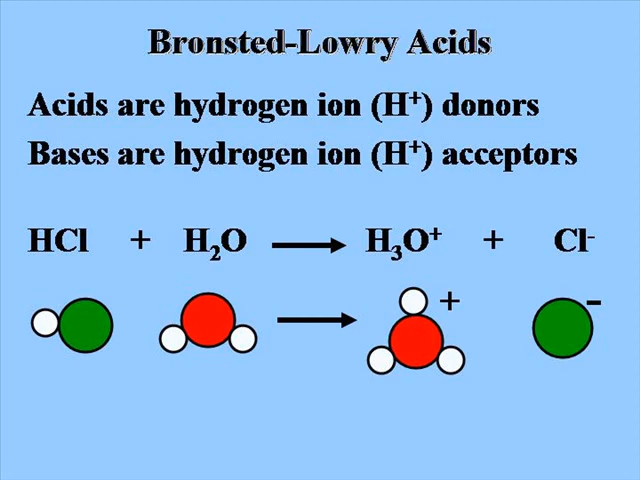 Bronsted-Lowry Acids
Acids are hydrogen ion (H⁺) donors
Bases are hydrogen ion (H⁺) acceptors
HCl + H₂O → H₃O⁺ + Cl⁻
→ + -